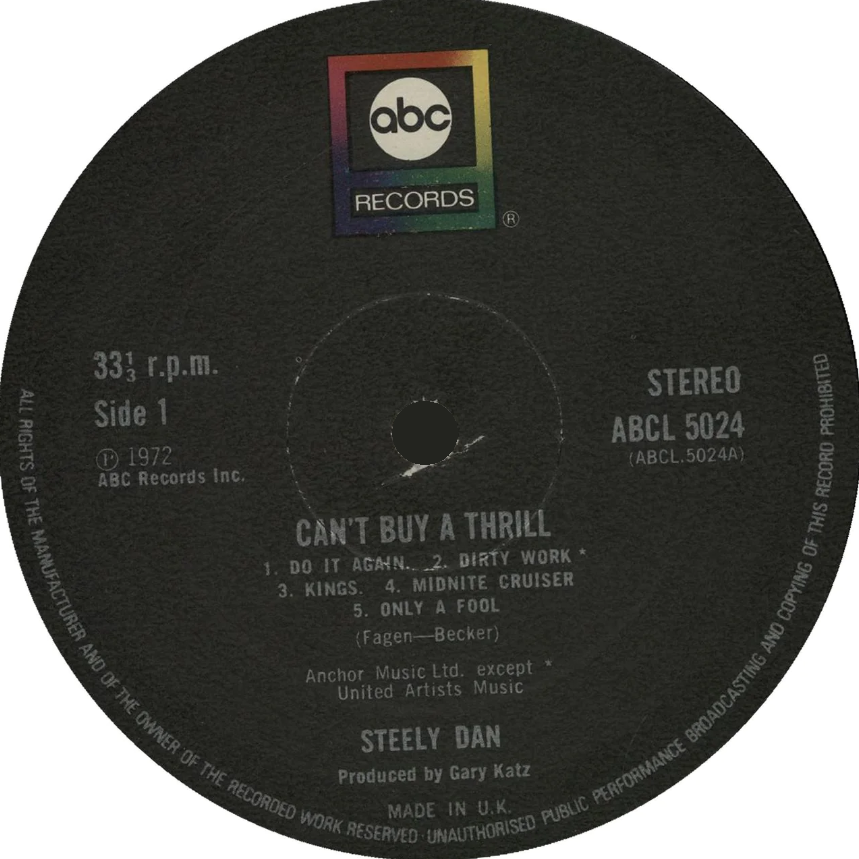 abc
RECORDS
®
33⅓ r.p.m.
Side 1
Ⓟ 1972
ABC Records Inc.
STEREO
ABCL 5024
(ABCL.5024A)
CAN'T BUY A THRILL
1. DO IT AGAIN. 2. DIRTY WORK *
3. KINGS. 4. MIDNITE CRUISER
5. ONLY A FOOL
(Fagen—Becker)
Anchor Music Ltd. except *
United Artists Music
STEELY DAN
Produced by Gary Katz
MADE IN U.K.
ALL RIGHTS OF THE MANUFACTURER AND OF THE OWNER OF THE RECORDED WORK RESERVED · UNAUTHORISED PUBLIC PERFORMANCE BROADCASTING AND COPYING OF THIS RECORD PROHIBITED